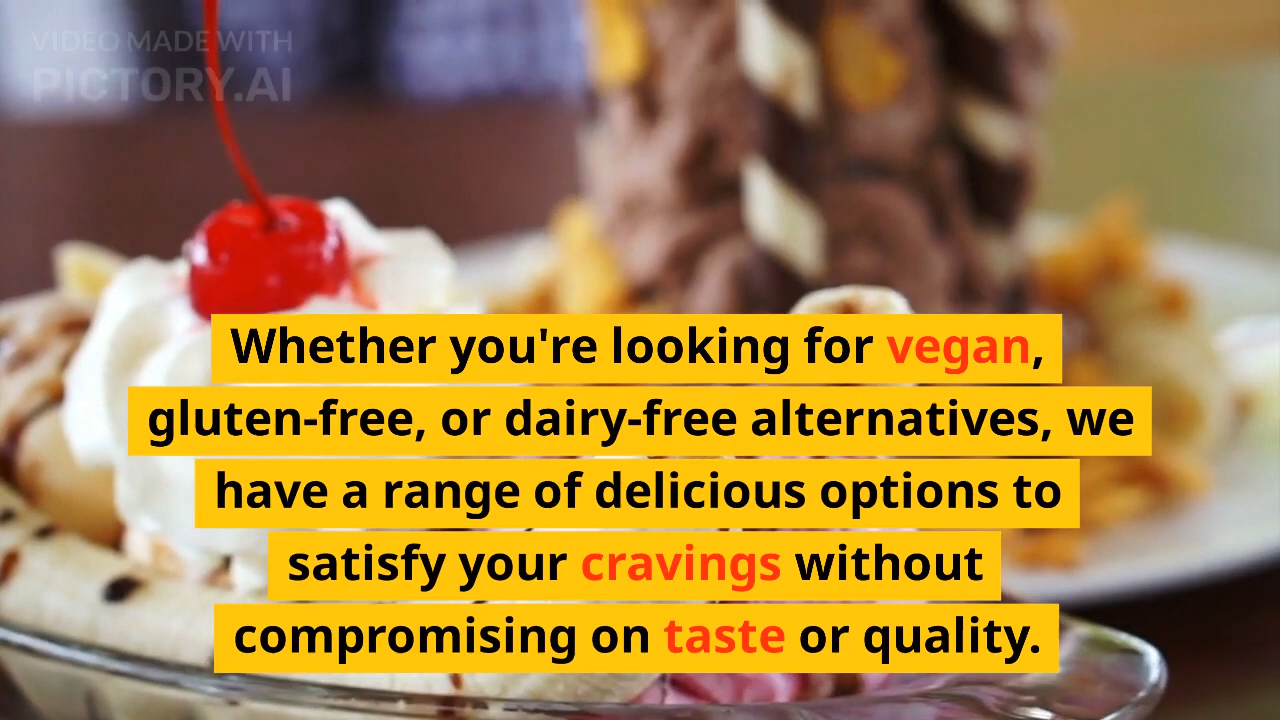 VIDEO MADE WITH
PICTORY.AI
Whether you're looking for vegan,
gluten-free, or dairy-free alternatives, we
have a range of delicious options to
satisfy your cravings without
compromising on taste or quality.